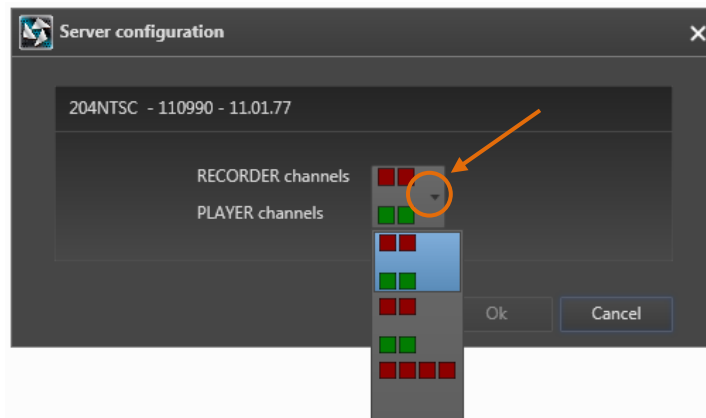 Server configuration
204NTSC - 110990 - 11.01.77
RECORDER channels
PLAYER channels
Ok
Cancel